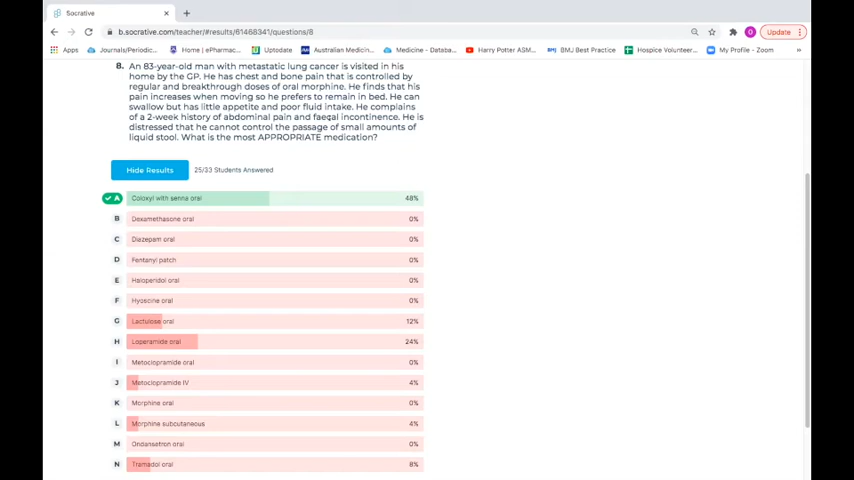 Socrative
b.socrative.com/teacher/#results/61468341/questions/8
Update
Apps
Journals/Periodic...
Home | ePharmac...
Uptodate
Australian Medicin...
Medicine - Databa...
Harry Potter ASM...
BMJ Best Practice
Hospice Volunteer...
My Profile - Zoom
8. An 83-year-old man with metastatic lung cancer is visited in his
home by the GP. He has chest and bone pain that is controlled by
regular and breakthrough doses of oral morphine. He finds that his
pain increases when moving so he prefers to remain in bed. He can
swallow but has little appetite and poor fluid intake. He complains
of a 2-week history of abdominal pain and faecal incontinence. He is
distressed that he cannot control the passage of small amounts of
liquid stool. What is the most APPROPRIATE medication?
Hide Results 25/33 Students Answered
A Coloxyl with senna oral 48%
B Dexamethasone oral 0%
C Diazepam oral 0%
D Fentanyl patch 0%
E Haloperidol oral 0%
F Hyoscine oral 0%
G Lactulose oral 12%
H Loperamide oral 24%
I Metoclopramide oral 0%
J Metoclopramide IV 4%
K Morphine oral 0%
L Morphine subcutaneous 4%
M Ondansetron oral 0%
N Tramadol oral 8%